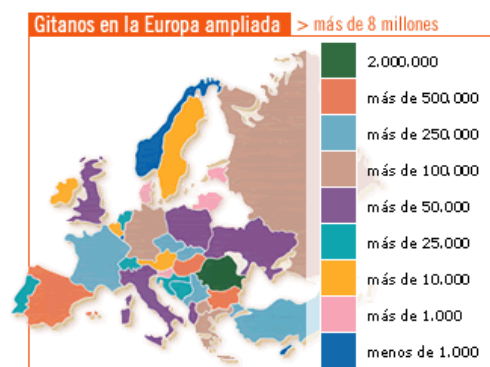 Gitanos en la Europa ampliada > más de 8 millones
2.000.000
más de 500.000
más de 250.000
más de 100.000
más de 50.000
más de 25.000
más de 10.000
más de 1.000
menos de 1.000